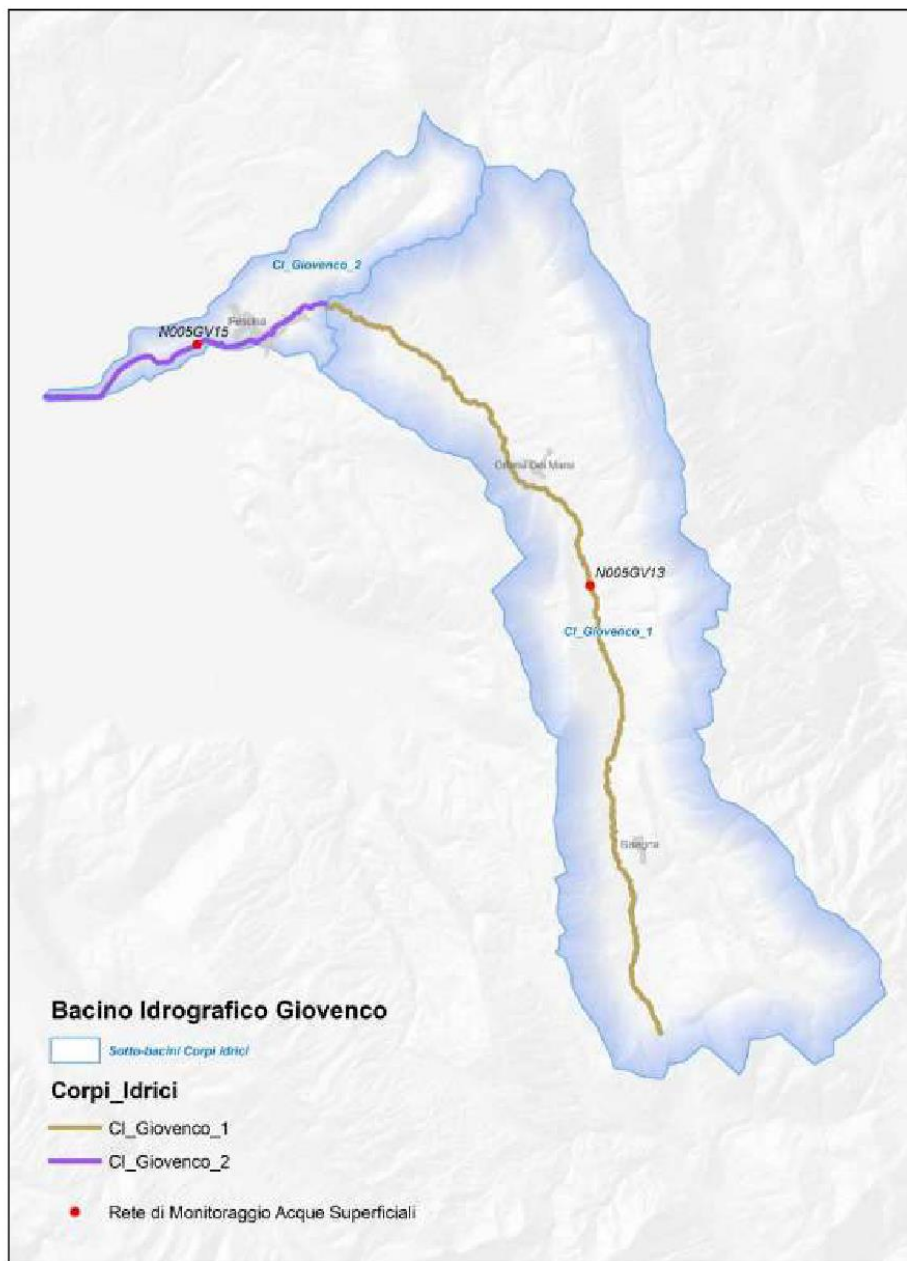 CI_Giovenco_2
Pescina
N005GV15
Ortona Dei Marsi
N005GV13
CI_Giovenco_1
Bisegna
Bacino Idrografico Giovenco
Sotto-bacini Corpi Idrici
Corpi_Idrici
CI_Giovenco_1
CI_Giovenco_2
Rete di Monitoraggio Acque Superficiali